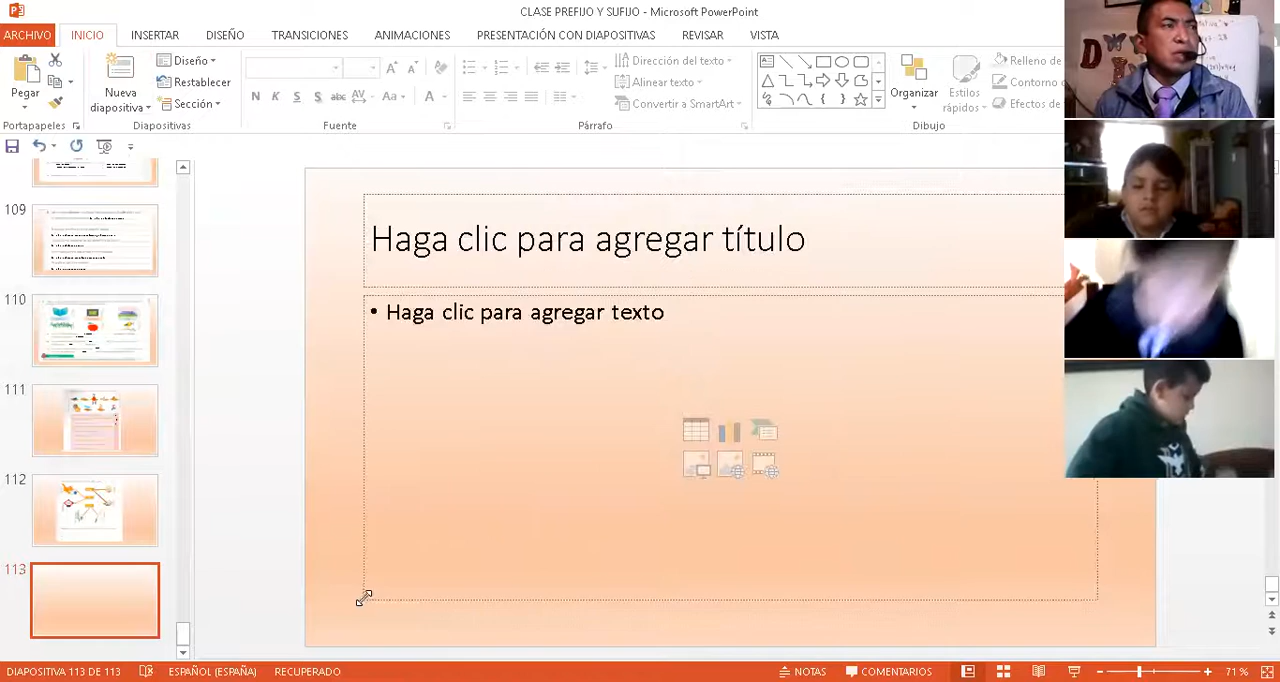 CLASE PREFIJO Y SUFIJO - Microsoft PowerPoint
ARCHIVO INICIO INSERTAR DISEÑO TRANSICIONES ANIMACIONES PRESENTACIÓN CON DIAPOSITIVAS REVISAR VISTA
Pegar
Nueva diapositiva
Diseño
Restablecer
Sección
N K S S abc AV Aa A
Dirección del texto
Alinear texto
Convertir a SmartArt
Organizar
Estilos rápidos
Relleno de
Contorno
Efectos de
Portapapeles Diapositivas Fuente Párrafo Dibujo
109
110
111
112
113
Haga clic para agregar título
• Haga clic para agregar texto
DIAPOSITIVA 113 DE 113 ESPAÑOL (ESPAÑA) RECUPERADO NOTAS COMENTARIOS 71 %